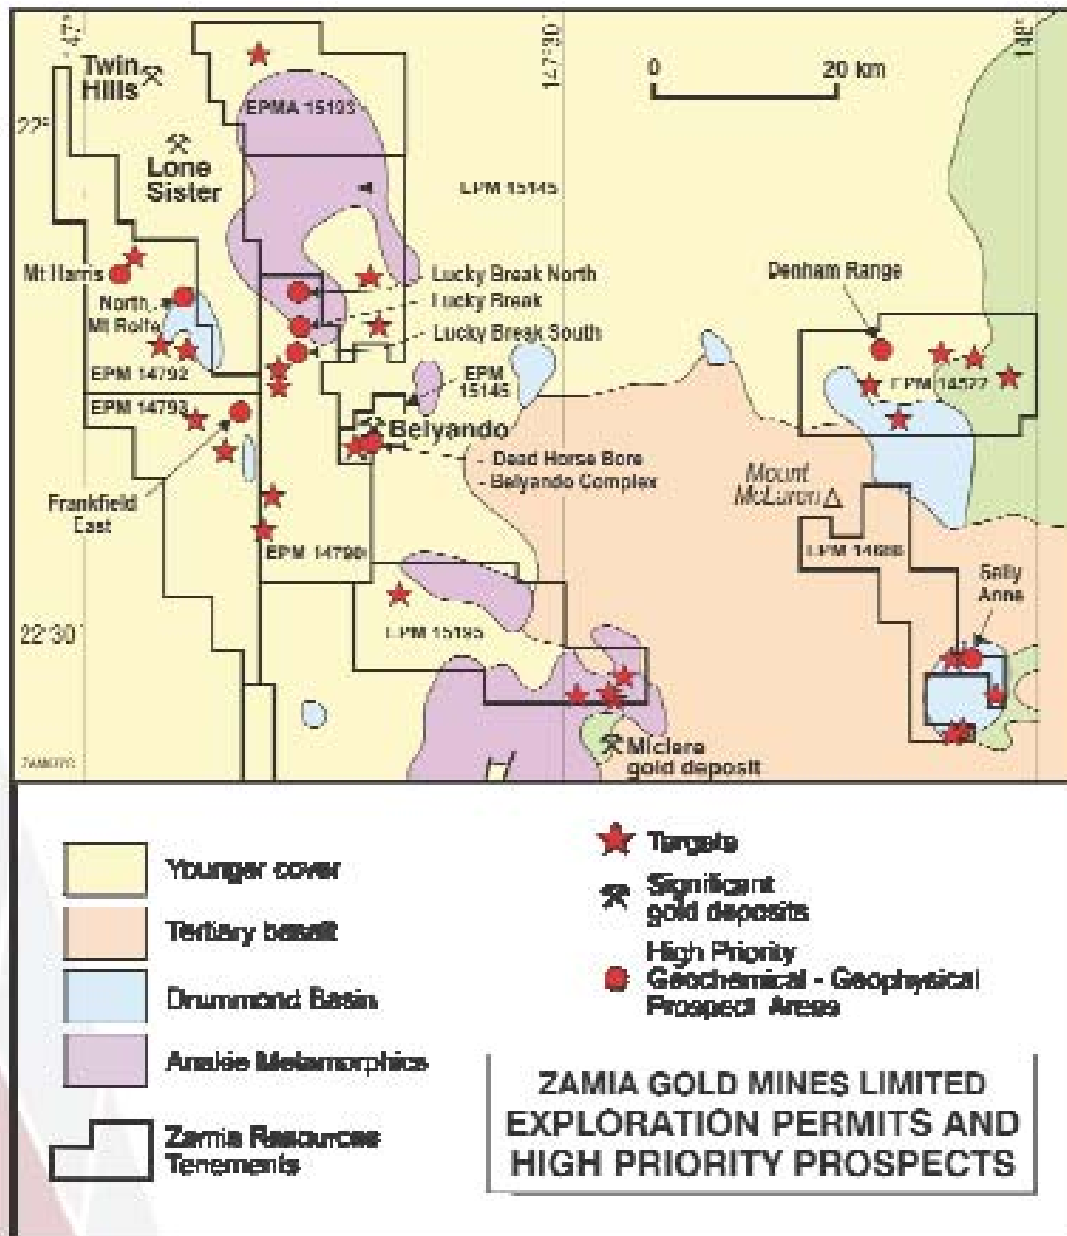 147°
147°30'
148°
Twin
Hills
0 20 km
EPMA 15193
22°
Lone
Sister
EPM 15145
Mt Harris
Lucky Break North
Denham Range
North
Mt Rolfe
Lucky Break
Lucky Break South
EPM 14792
EPM
15145
EPM 14577
EPM 14793
Belyando
Dead Horse Bore
- Belyando Complex
Mount
McLaren
Frankfield
East
EPM 14790
EPM 14686
Sally
Anne
22°30'
EPM 15195
Miclere
gold deposit
Younger cover
Tertiary basalt
Drummond Basin
Anakie Metamorphics
Zamia Resources
Tenements
Targets
Significant
gold deposits
High Priority
Geochemical - Geophysical
Prospect Areas
ZAMIA GOLD MINES LIMITED
EXPLORATION PERMITS AND
HIGH PRIORITY PROSPECTS